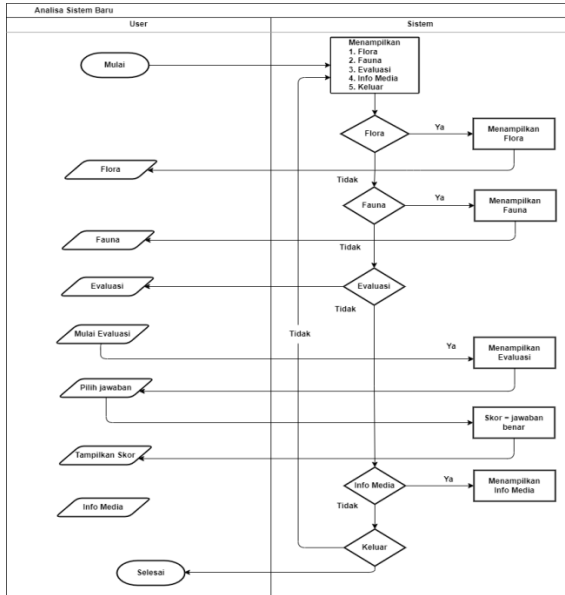 Analisa Sistem Baru
User
Sistem
Mulai
Menampilkan
1. Flora
2. Fauna
3. Evaluasi
4. Info Media
5. Keluar
Flora
Ya
Menampilkan
Flora
Flora
Tidak
Fauna
Ya
Menampilkan
Fauna
Fauna
Tidak
Evaluasi
Evaluasi
Tidak
Tidak
Mulai Evaluasi
Ya
Menampilkan
Evaluasi
Pilih jawaban
Skor = jawaban
benar
Tampilkan Skor
Info Media
Ya
Menampilkan
Info Media
Info Media
Tidak
Keluar
Selesai